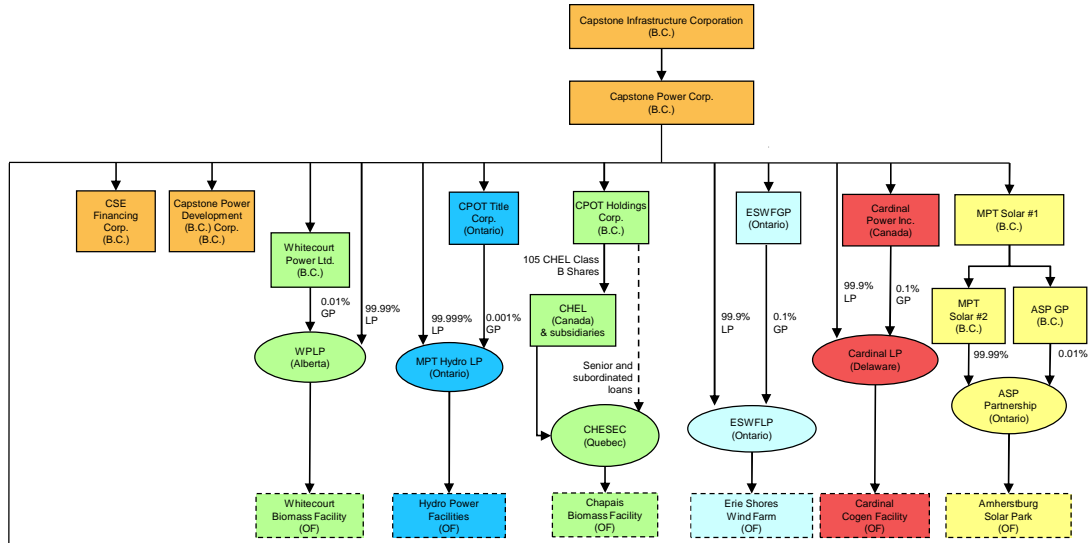 Capstone Infrastructure Corporation
(B.C.)
Capstone Power Corp.
(B.C.)
CSE
Financing
Corp.
(B.C.)
Capstone Power
Development
(B.C.) Corp.
(B.C.)
Whitecourt
Power Ltd.
(B.C.)
CPOT Title
Corp.
(Ontario)
CPOT Holdings
Corp.
(B.C.)
ESWFGP
(Ontario)
Cardinal
Power Inc.
(Canada)
MPT Solar #1
(B.C.)
0.01%
GP
99.99%
LP
99.999%
LP
0.001%
GP
105 CHEL Class
B Shares
CHEL
(Canada)
& subsidiaries
Senior and
subordinated
loans
99.9%
LP
0.1%
GP
99.9%
LP
0.1%
GP
MPT
Solar #2
(B.C.)
ASP GP
(B.C.)
99.99%
0.01%
WPLP
(Alberta)
MPT Hydro LP
(Ontario)
CHESEC
(Quebec)
ESWFLP
(Ontario)
Cardinal LP
(Delaware)
ASP
Partnership
(Ontario)
Whitecourt
Biomass Facility
(OF)
Hydro Power
Facilities
(OF)
Chapais
Biomass Facility
(OF)
Erie Shores
Wind Farm
(OF)
Cardinal
Cogen Facility
(OF)
Amherstburg
Solar Park
(OF)